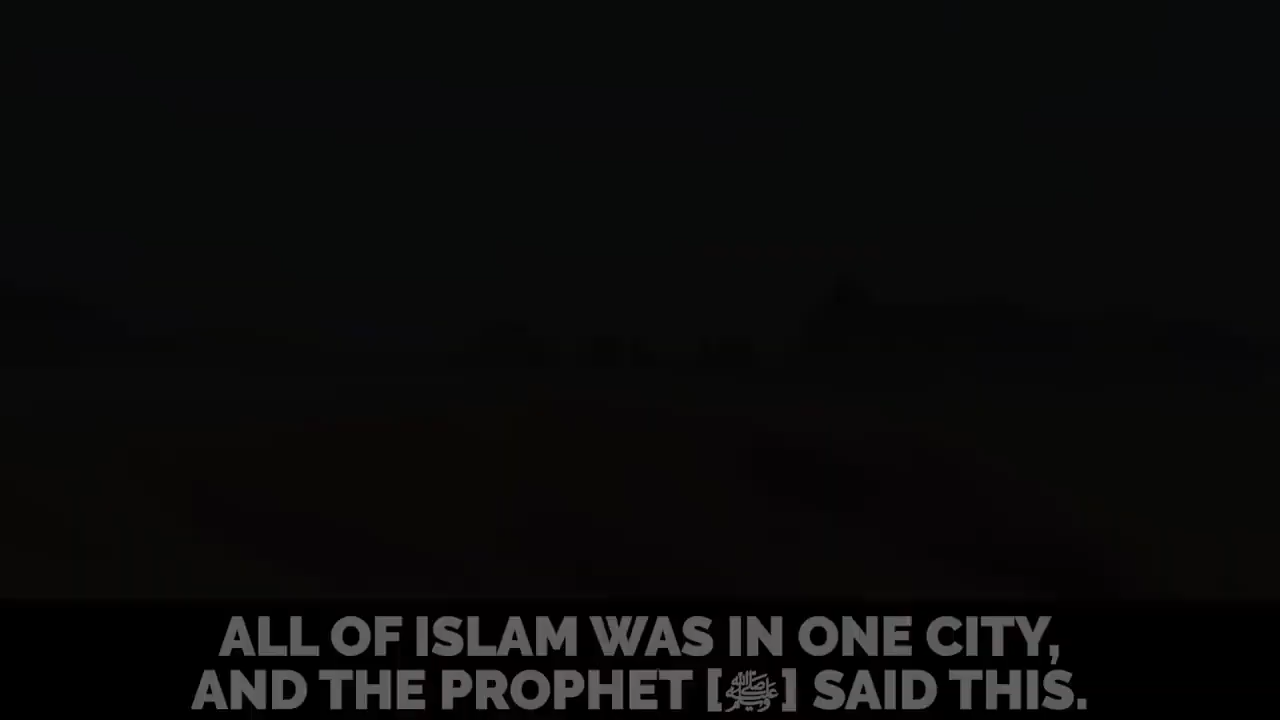 ALL OF ISLAM WAS IN ONE CITY,
AND THE PROPHET [ﷺ] SAID THIS.